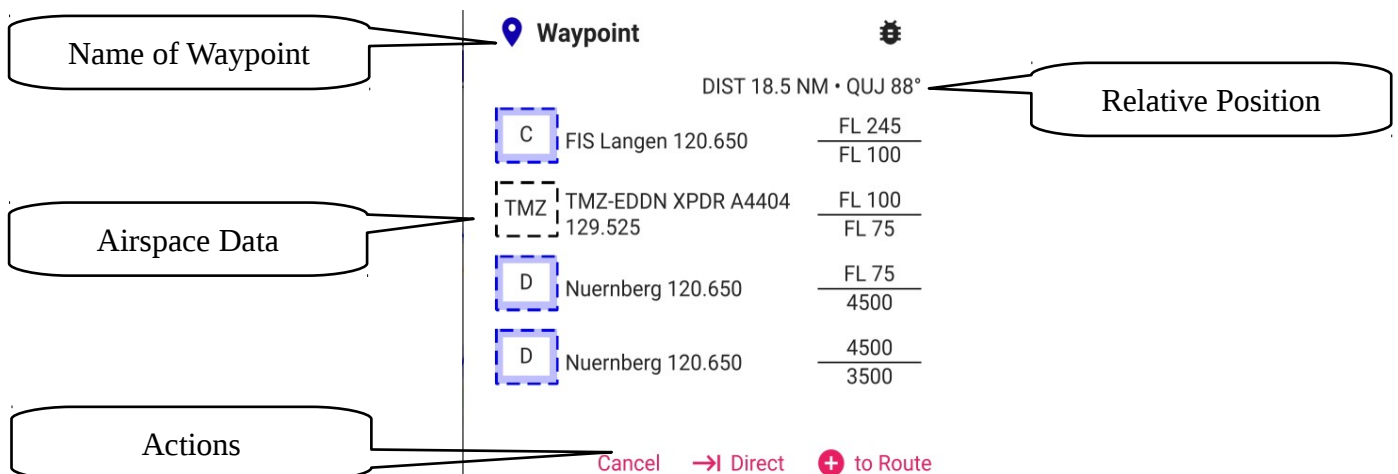 Name of Waypoint
Waypoint
DIST 18.5 NM • QUJ 88°
Relative Position
C
FIS Langen 120.650
FL 245
FL 100
Airspace Data
TMZ
TMZ-EDDN XPDR A4404
129.525
FL 100
FL 75
D
Nuernberg 120.650
FL 75
4500
D
Nuernberg 120.650
4500
3500
Actions
Cancel
Direct
to Route